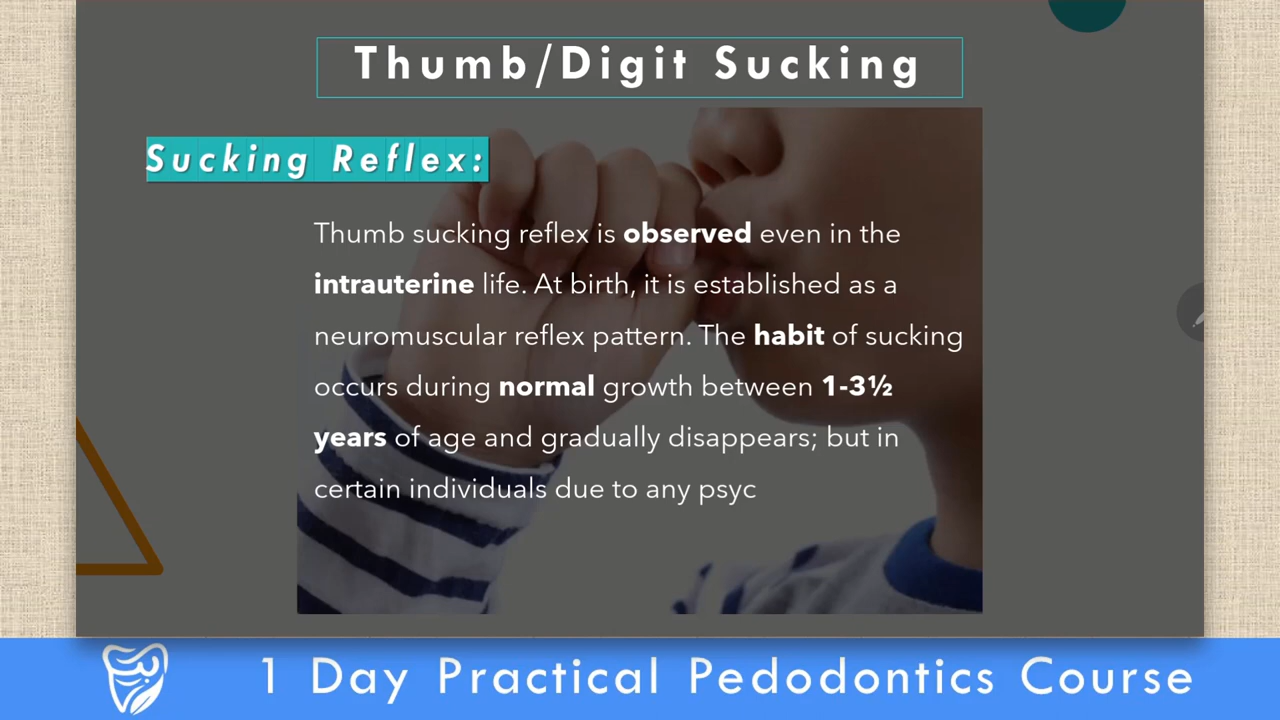 Thumb/Digit Sucking
Sucking Reflex:
Thumb sucking reflex is observed even in the
intrauterine life. At birth, it is established as a
neuromuscular reflex pattern. The habit of sucking
occurs during normal growth between 1-3½
years of age and gradually disappears; but in
certain individuals due to any psyc
1 Day Practical Pedodontics Course